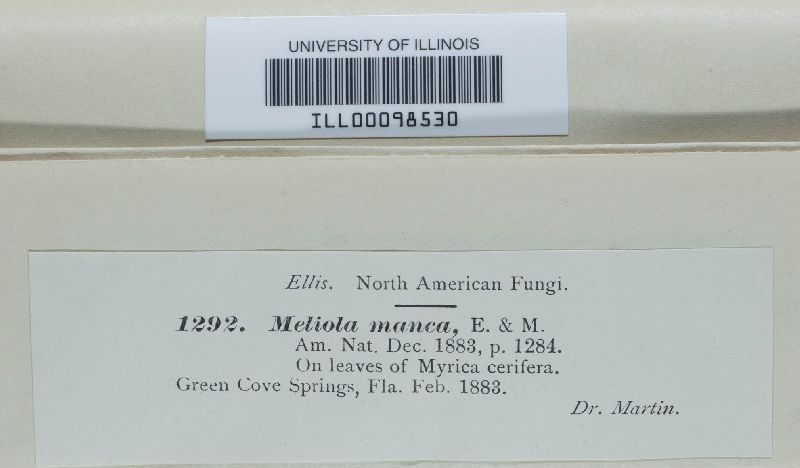 UNIVERSITY OF ILLINOIS
ILL00098530
Ellis. North American Fungi.
1292. Meliola manca, E. & M.
Am. Nat. Dec. 1883, p. 1284.
On leaves of Myrica cerifera.
Green Cove Springs, Fla. Feb. 1883.
Dr. Martin.